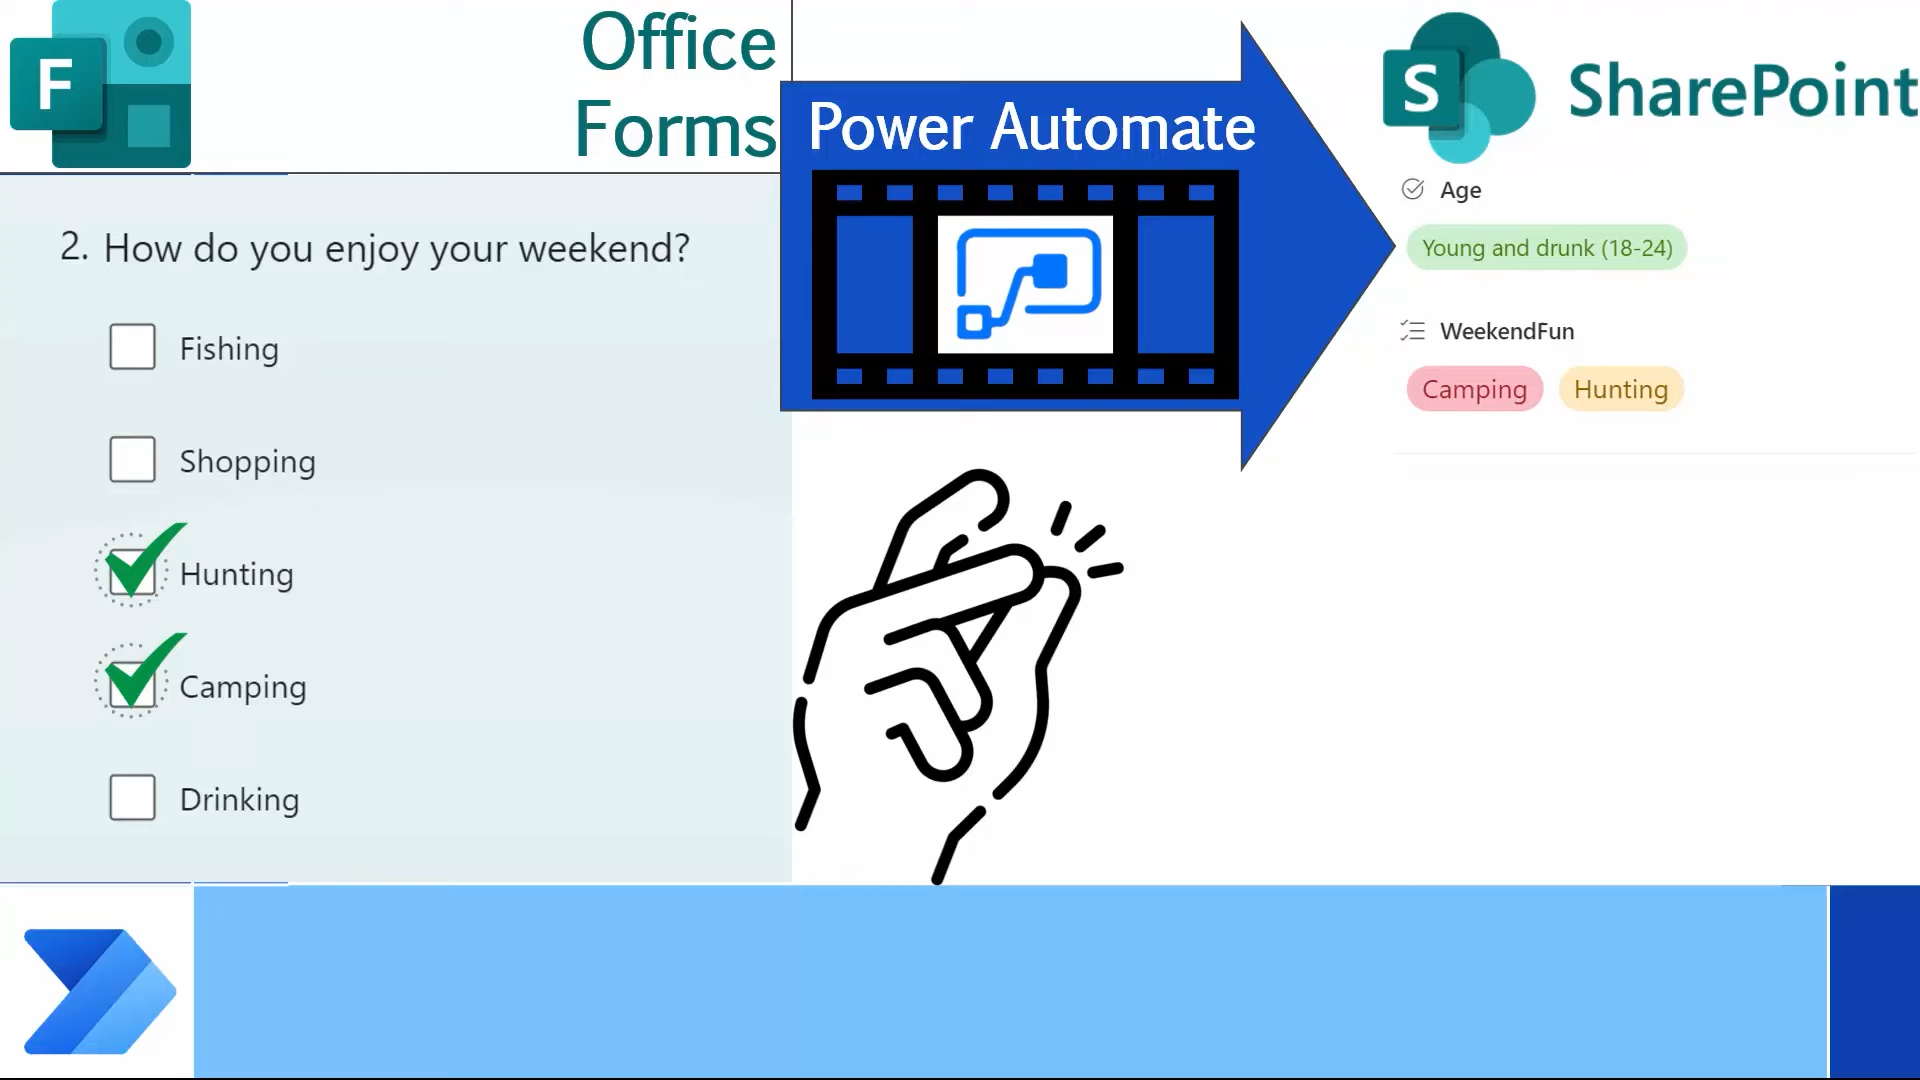 F
Office
Forms
Power Automate
S
SharePoint
2. How do you enjoy your weekend?
Fishing
Shopping
Hunting
Camping
Drinking
Age
Young and drunk (18-24)
WeekendFun
Camping Hunting